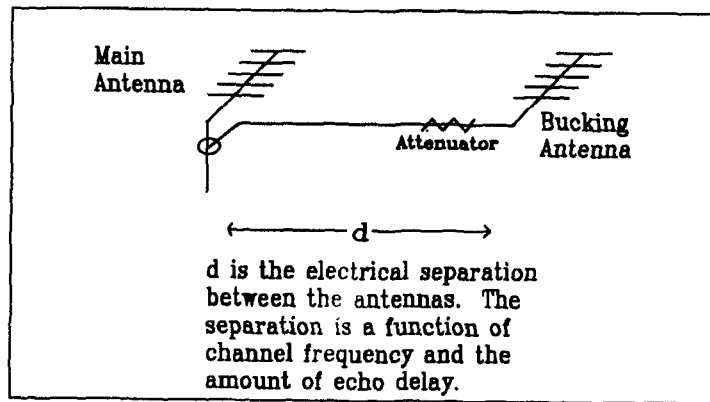 Main
Antenna
Attenuator
Bucking
Antenna
d
d is the electrical separation
between the antennas. The
separation is a function of
channel frequency and the
amount of echo delay.